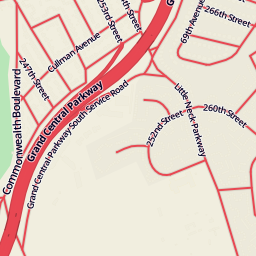 253rd Street
G
69th Avenue
266th Street
Cullman Avenue
247th Street
Commonwealth Boulevard
Grand Central Parkway
Grand Central Parkway South Service Road
Little Neck Parkway
260th Street
252nd Street